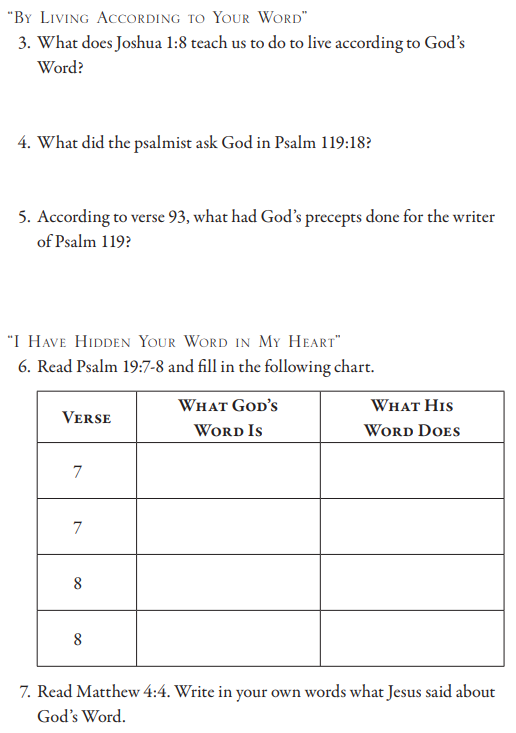 “By Living According to Your Word”
3. What does Joshua 1:8 teach us to do to live according to God’s
Word?
4. What did the psalmist ask God in Psalm 119:18?
5. According to verse 93, what had God’s precepts done for the writer
of Psalm 119?
“I Have Hidden Your Word in My Heart”
6. Read Psalm 19:7-8 and fill in the following chart.
Verse
What God’s
Word Is
What His
Word Does
7
7
8
8
7. Read Matthew 4:4. Write in your own words what Jesus said about
God’s Word.